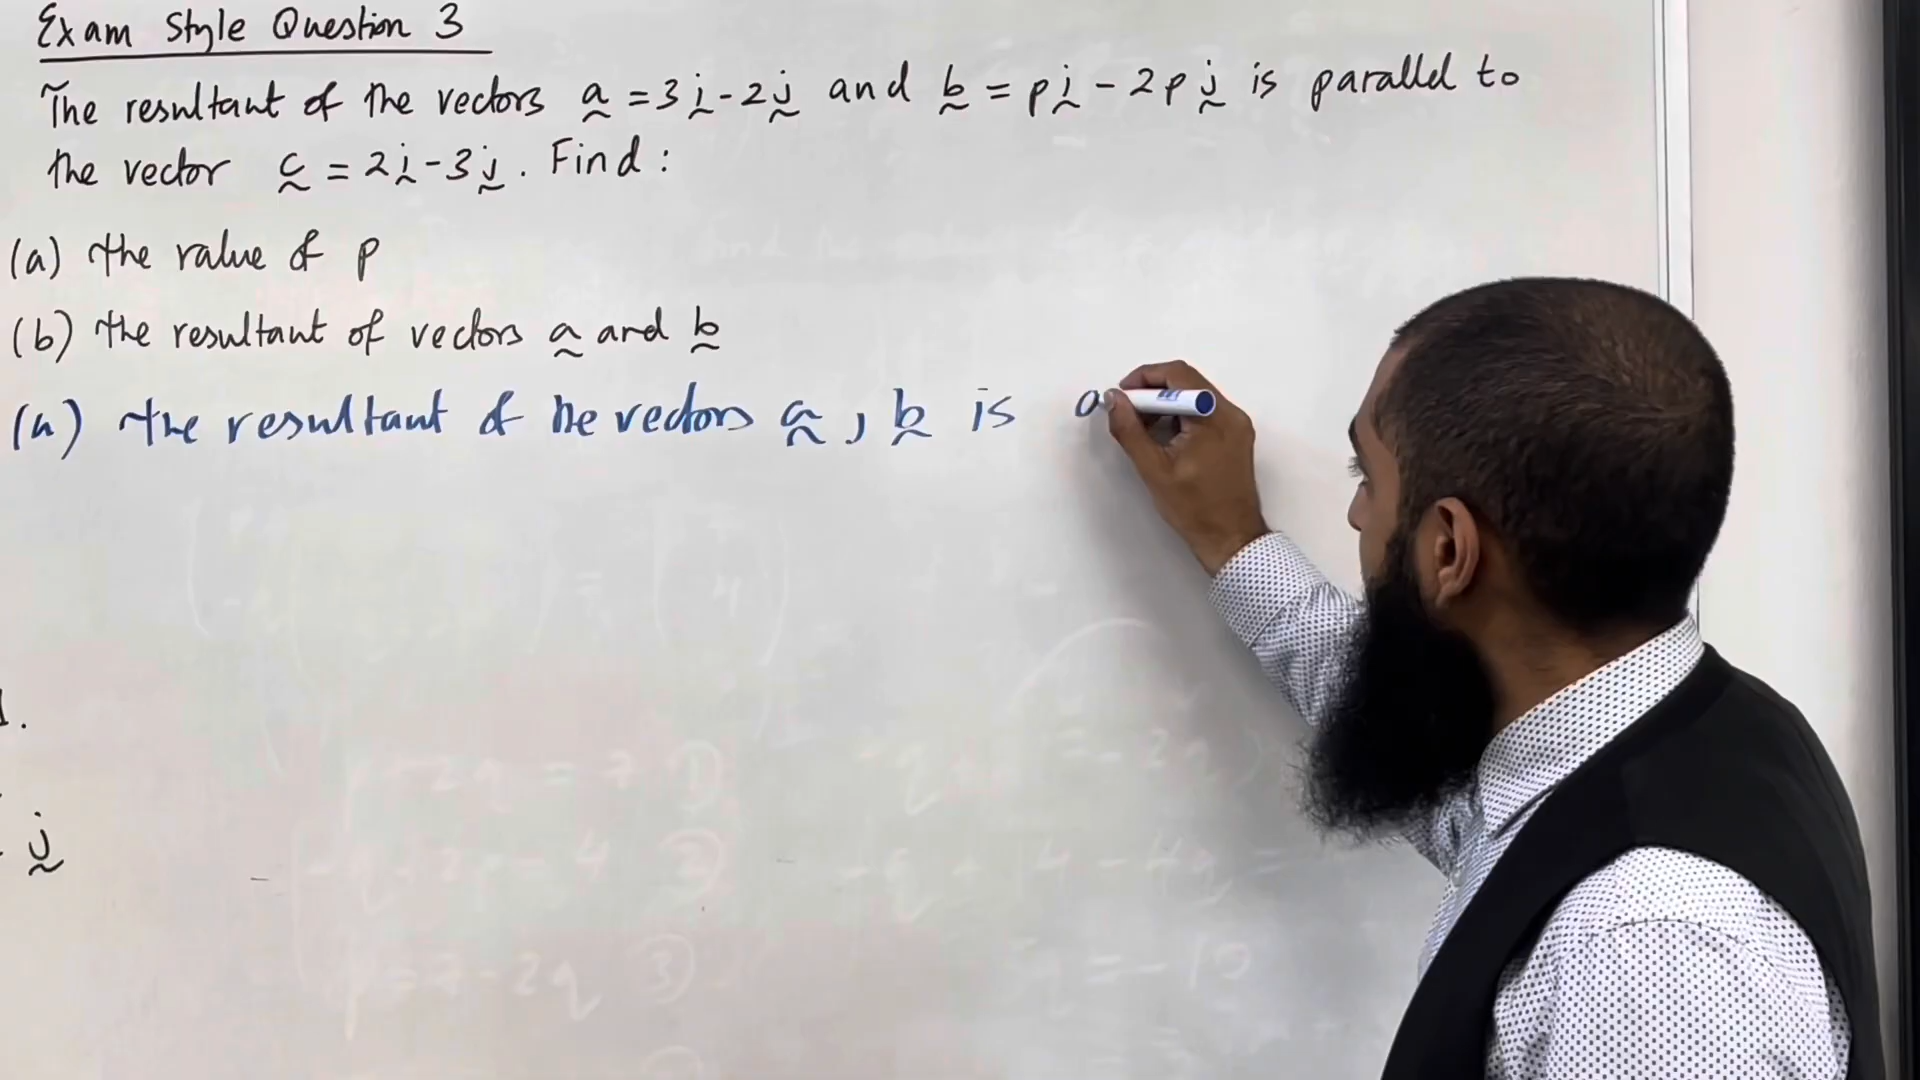 Exam Style Question 3
The resultant of the vectors a = 3i - 2j and b = pi - 2pj is parallel to
the vector c = 2i - 3j. Find:
(a) the value of p
(b) the resultant of vectors a and b
(a) the resultant of the vectors a, b is a
j